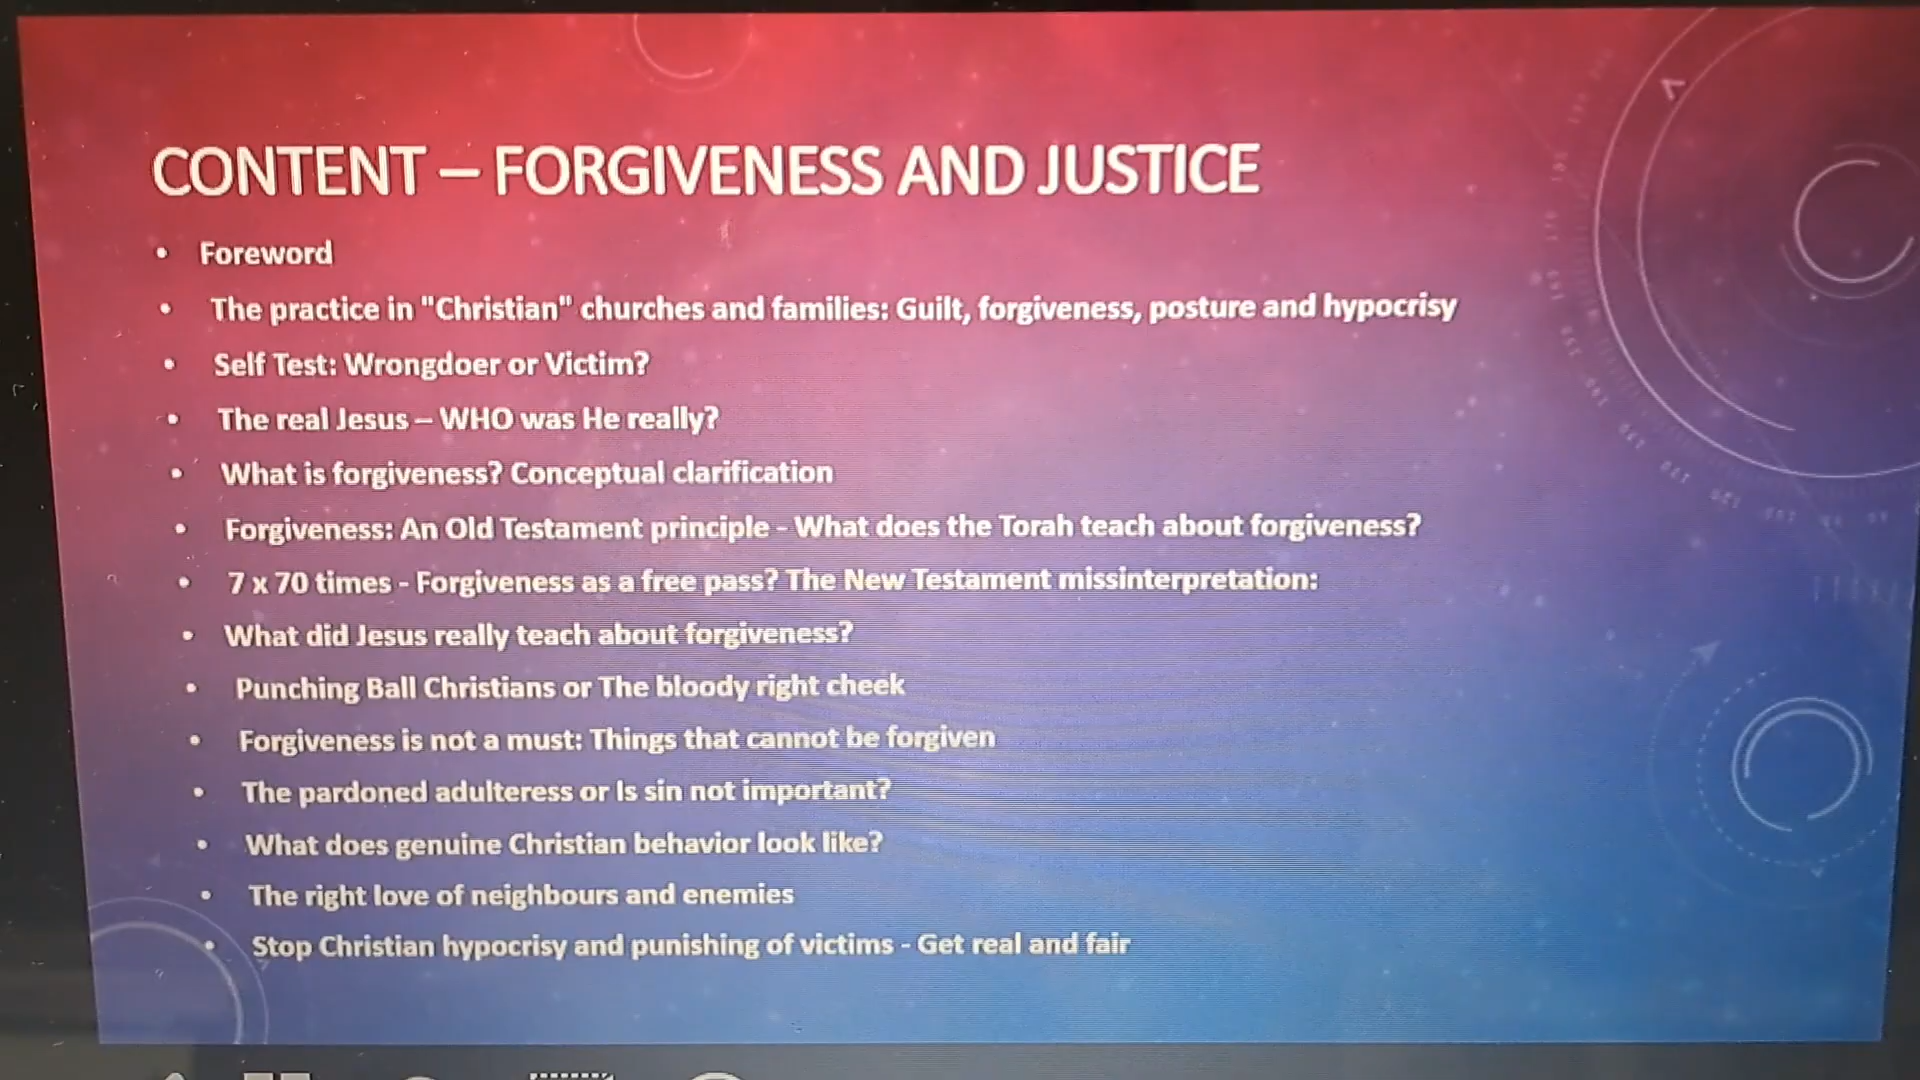 CONTENT – FORGIVENESS AND JUSTICE
• Foreword
• The practice in "Christian" churches and families: Guilt, forgiveness, posture and hypocrisy
• Self Test: Wrongdoer or Victim?
• The real Jesus – WHO was He really?
• What is forgiveness? Conceptual clarification
• Forgiveness: An Old Testament principle - What does the Torah teach about forgiveness?
• 7 x 70 times - Forgiveness as a free pass? The New Testament missinterpretation:
• What did Jesus really teach about forgiveness?
• Punching Ball Christians or The bloody right cheek
• Forgiveness is not a must: Things that cannot be forgiven
• The pardoned adulteress or Is sin not important?
• What does genuine Christian behavior look like?
• The right love of neighbours and enemies
• Stop Christian hypocrisy and punishing of victims - Get real and fair